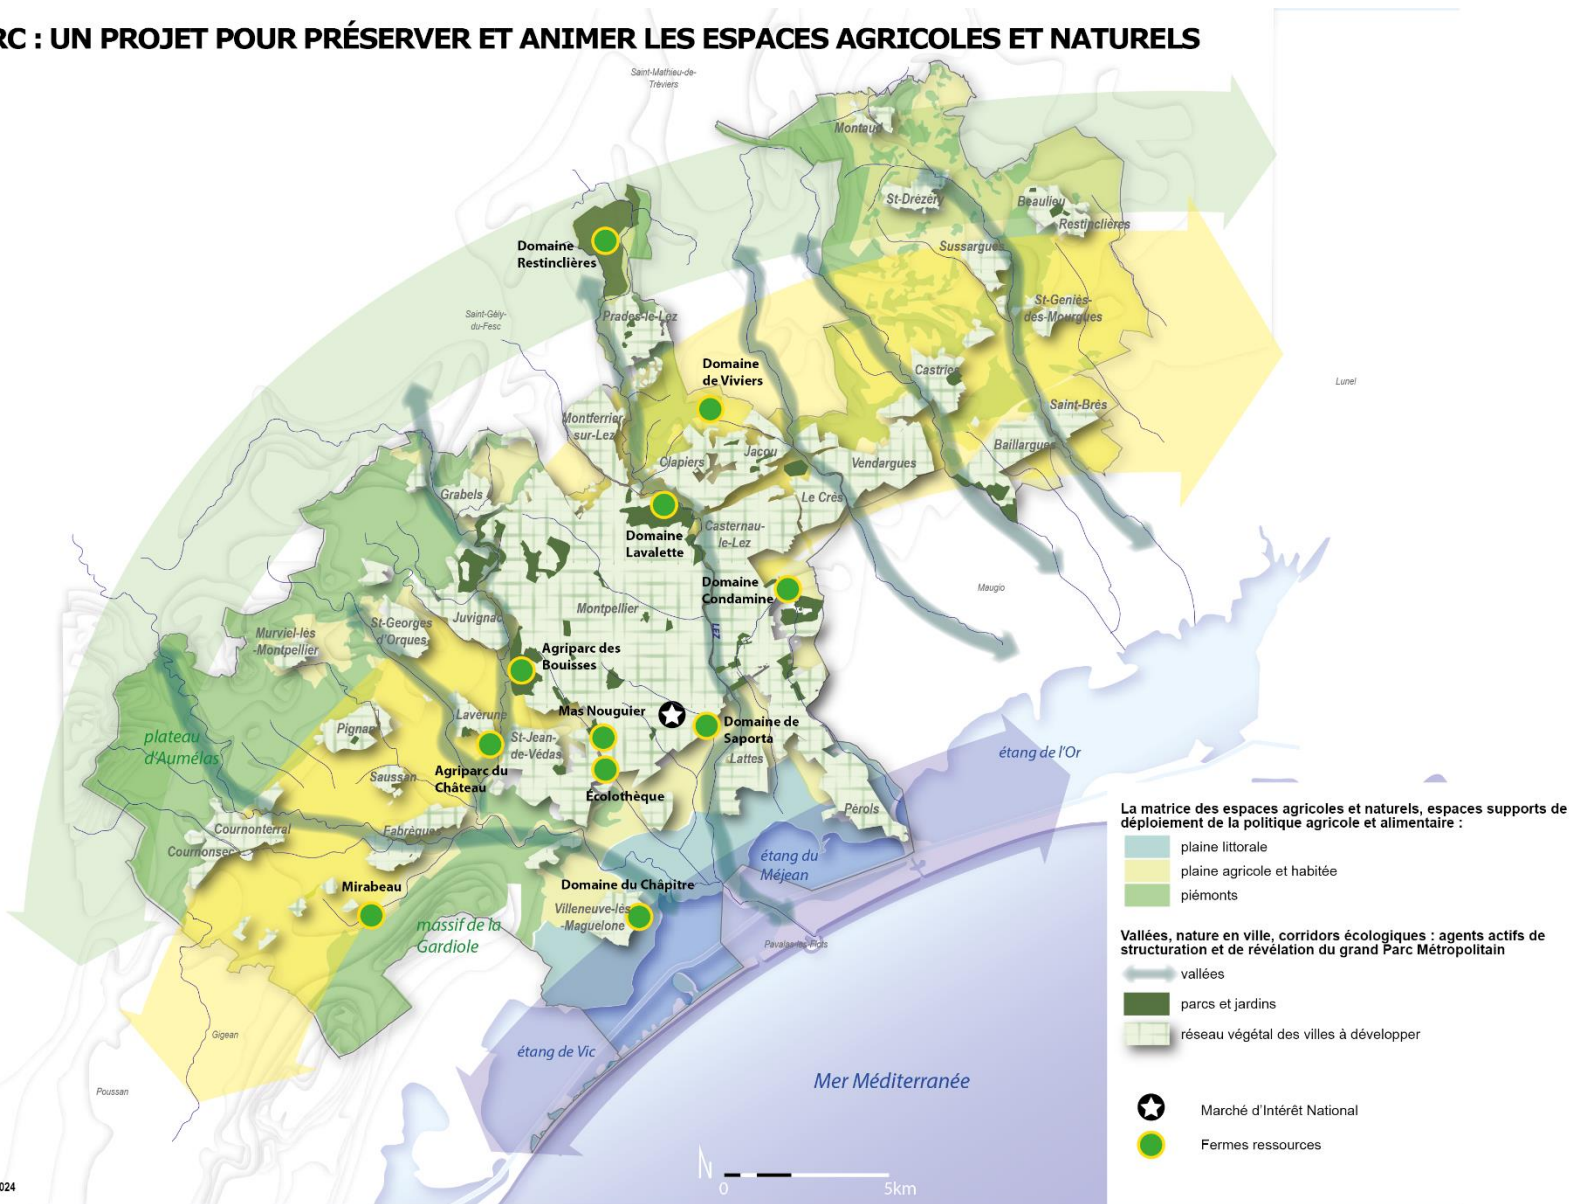 RC : UN PROJET POUR PRÉSERVER ET ANIMER LES ESPACES AGRICOLES ET NATURELS
Saint-Mathieu-de-
Tréviers
Montaud
St-Drézéry
Beaulieu
Restinclières
Domaine
Restinclières
Sussargues
Saint-Gély-
du-Fesc
Prades-le-Lez
St-Geniès-
des-Mourgues
Domaine
de Viviers
Castries
Lunel
Saint-Brès
Montferrier-
sur-Lez
Baillargues
Clapiers
Jacou
Vendargues
Grabels
Le Crès
Casternau-
le-Lez
Domaine
Lavalette
Domaine
Condamine
Mauguio
Montpellier
Juvignac
St-Georges
d'Orques
LEZ
Murviel-lès
-Montpellier
Agriparc des
Bouisses
Mas Nouguier
Laverune
Pignan
Domaine de
Saporta
plateau
d'Aumélas
St-Jean-
de-Védas
Lattes
étang de l'Or
Agriparc du
Château
Saussan
Écolothèque
Pérols
Cournonterral
Fabrègues
Cournonsec
étang du
Méjean
Mirabeau
Domaine du Châpitre
Villeneuve-lès
-Maguelone
massif de la
Gardiole
Palavas-les-Flots
Gigean
étang de Vic
Poussan
Mer Méditerranée
La matrice des espaces agricoles et naturels, espaces supports de
déploiement de la politique agricole et alimentaire :
plaine littorale
plaine agricole et habitée
piémonts
Vallées, nature en ville, corridors écologiques : agents actifs de
structuration et de révélation du grand Parc Métropolitain
vallées
parcs et jardins
réseau végétal des villes à développer
Marché d'Intérêt National
Fermes ressources
N
0
5km
024